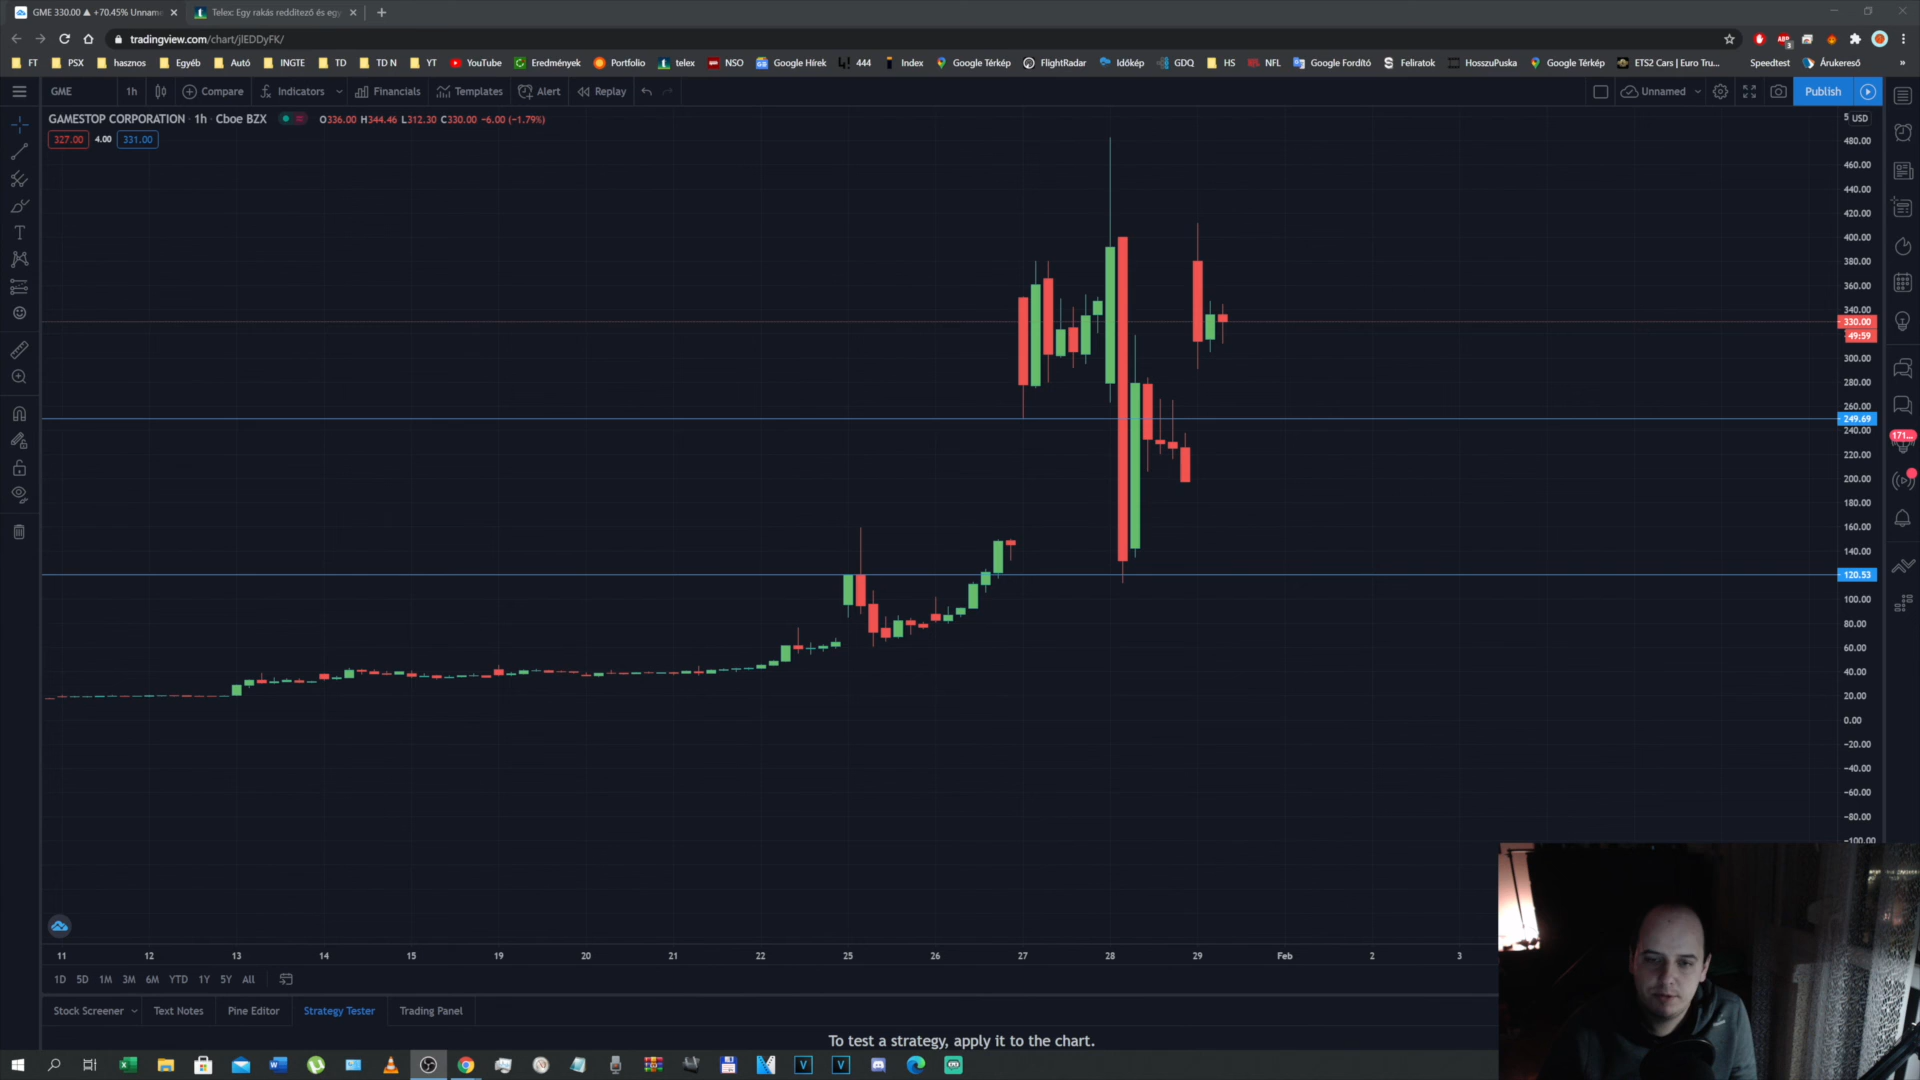 GME 330.00 ▲ +70.45% Unnam
Telex: Egy rakás reddítező és egy
tradingview.com/chart/jlEDDyFK/
FT PSX hasznos Egyéb Autó INGTE TD TD N YT YouTube Eredmények Portfolio telex NSO Google Hírek 444 Index Google Térkép FlightRadar Időkép GDQ HS NFL Google Fordító Feliratok HosszuPuska Google Térkép ETS2 Cars | Euro Tru... Speedtest Árukereső »
GME 1h Compare Indicators Financials Templates Alert Replay Unnamed Publish
GAMESTOP CORPORATION · 1h · Cboe BZX O336.00 H344.46 L312.30 C330.00 −6.00 (−1.79%)
327.00 4.00 331.00
5 USD
480.00
460.00
440.00
420.00
400.00
380.00
360.00
340.00
330.00
49:59
300.00
280.00
260.00
249.69
240.00
220.00
200.00
180.00
160.00
140.00
120.53
100.00
80.00
60.00
40.00
20.00
0.00
−20.00
−40.00
−60.00
−80.00
−100.00
171...
11 12 13 14 15 19 20 21 22 25 26 27 28 29 Feb 2 3
1D 5D 1M 3M 6M YTD 1Y 5Y All
Stock Screener Text Notes Pine Editor Strategy Tester Trading Panel
To test a strategy, apply it to the chart.